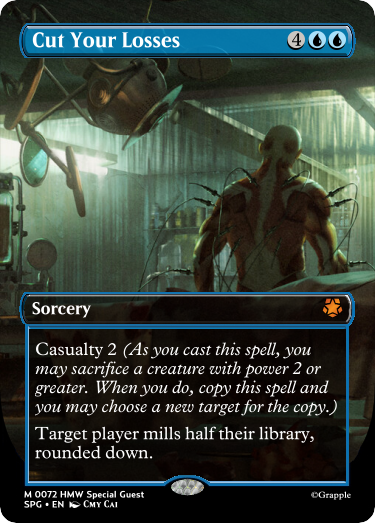 Cut Your Losses 4
Sorcery
Casualty 2 (As you cast this spell, you
may sacrifice a creature with power 2 or
greater. When you do, copy this spell and
you may choose a new target for the copy.)
Target player mills half their library,
rounded down.
M 0072 HMW Special Guest
SPG • EN Cmy Cai
©Grapple